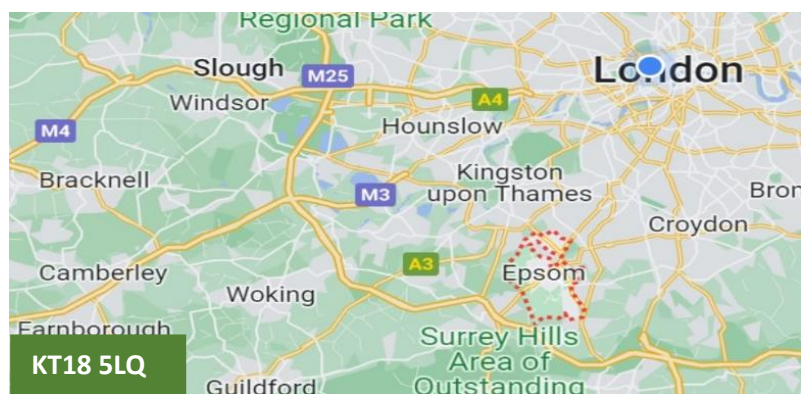 Regional Park
Slough
M25
London
Windsor
A4
M4
Hounslow
Kingston
upon Thames
Bracknell
M3
Bron
Croydon
A3
Epsom
Camberley
Woking
Farnborough
Surrey Hills
Area of
Outstanding
KT18 5LQ
Guildford